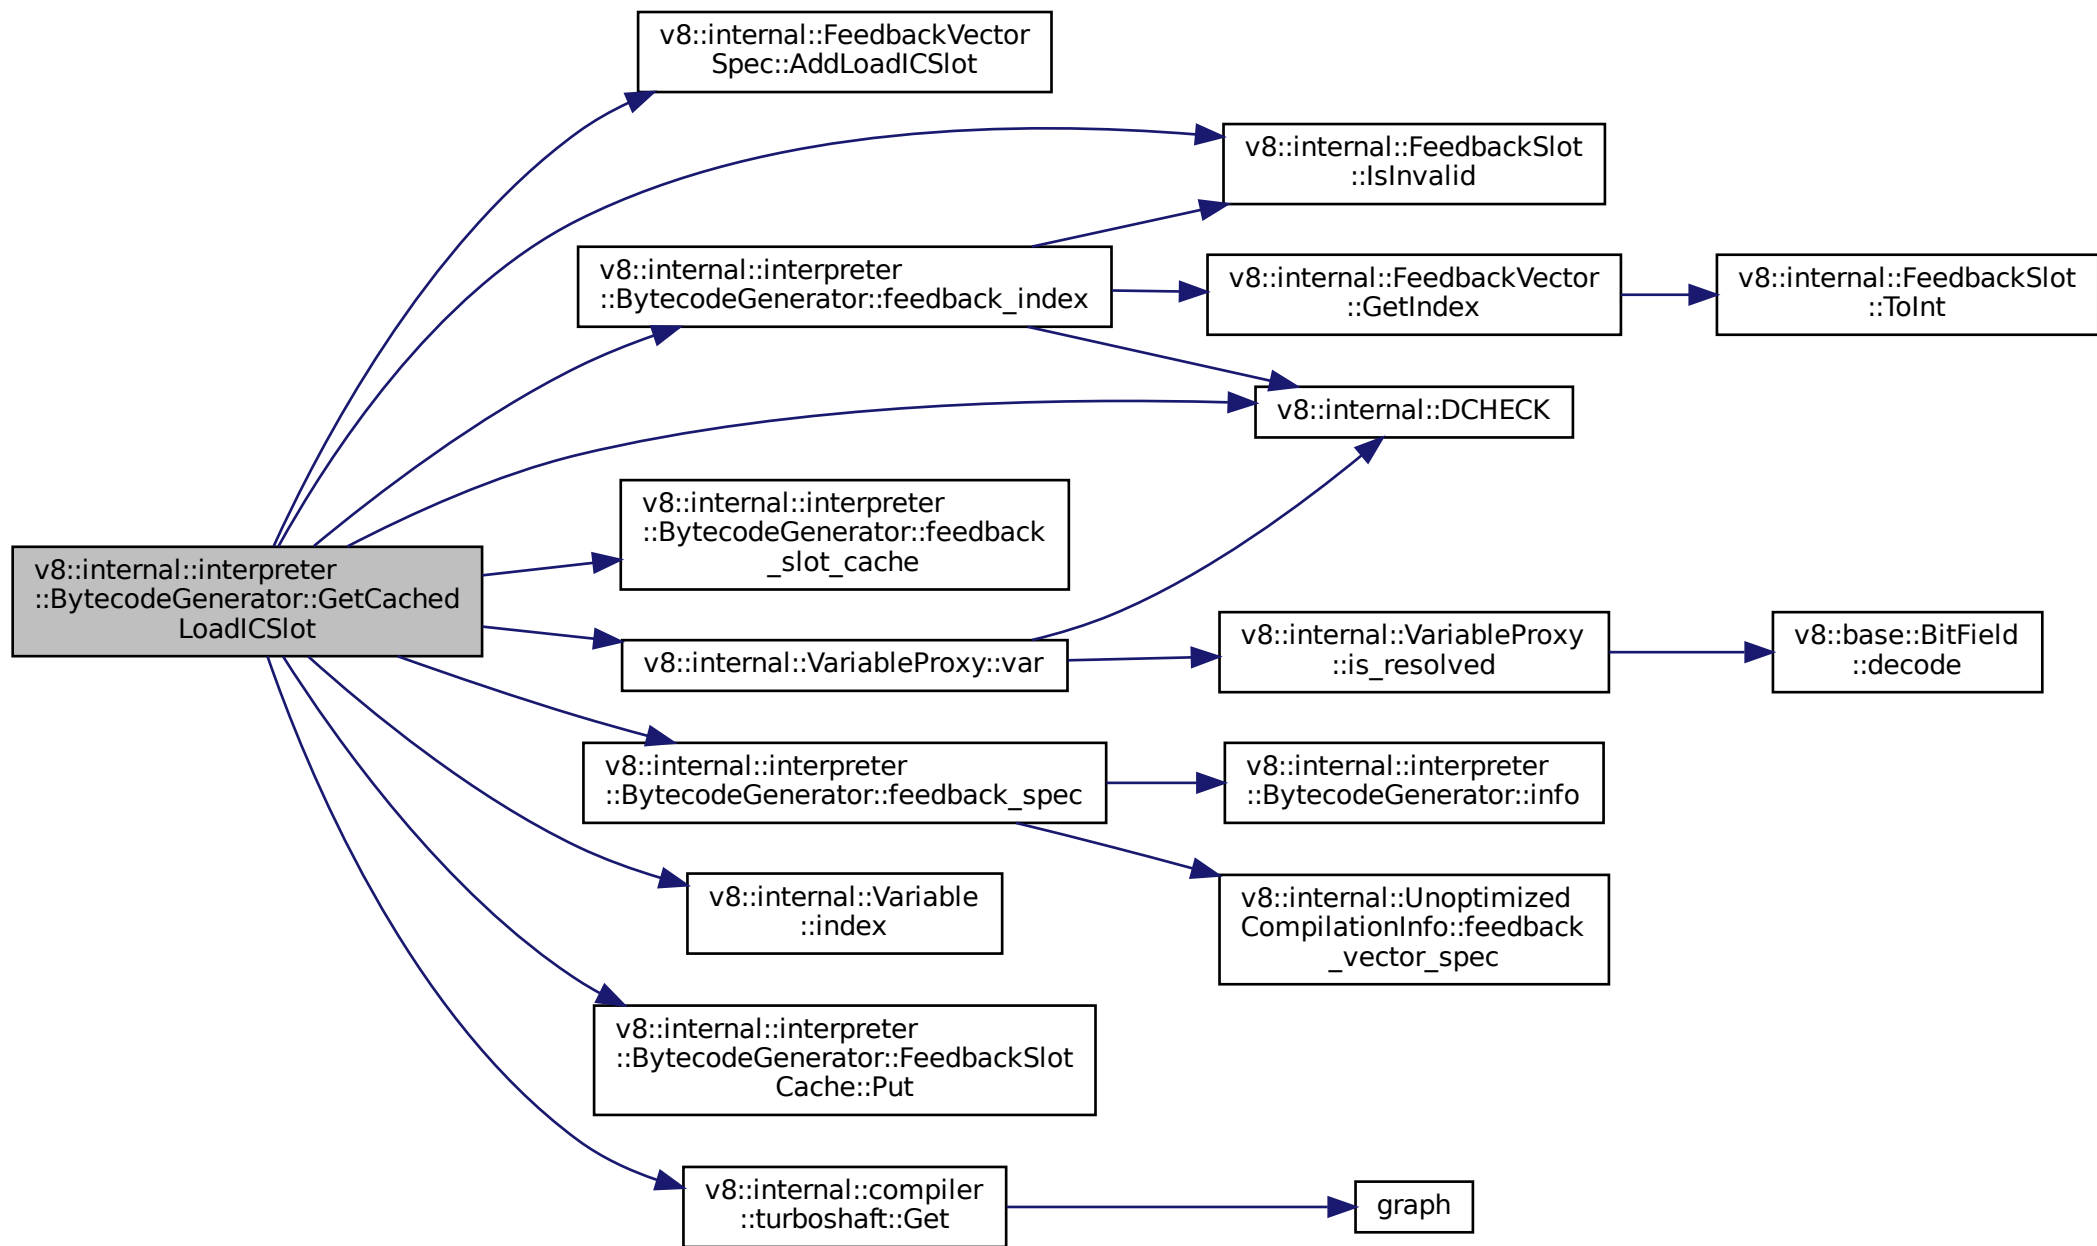 v8::internal::FeedbackVector
Spec::AddLoadICSlot
v8::internal::FeedbackSlot
::IsInvalid
v8::internal::interpreter
::BytecodeGenerator::feedback_index
v8::internal::FeedbackVector
::GetIndex
v8::internal::FeedbackSlot
::ToInt
v8::internal::DCHECK
v8::internal::interpreter
::BytecodeGenerator::feedback
_slot_cache
v8::internal::interpreter
::BytecodeGenerator::GetCached
LoadICSlot
v8::internal::VariableProxy::var
v8::internal::VariableProxy
::is_resolved
v8::base::BitField
::decode
v8::internal::interpreter
::BytecodeGenerator::feedback_spec
v8::internal::interpreter
::BytecodeGenerator::info
v8::internal::Variable
::index
v8::internal::Unoptimized
CompilationInfo::feedback
_vector_spec
v8::internal::interpreter
::BytecodeGenerator::FeedbackSlot
Cache::Put
v8::internal::compiler
::turboshaft::Get
graph